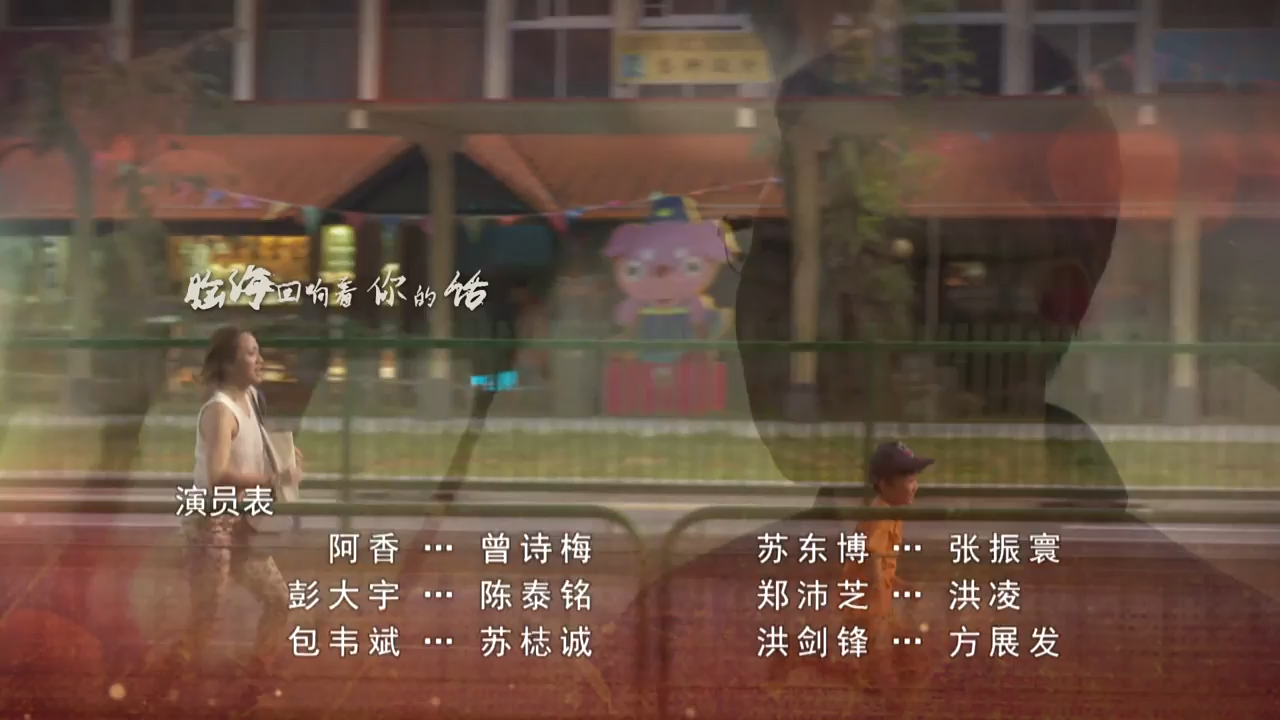 脑海回响着你的话
演员表
阿香 … 曾诗梅 苏东博 … 张振寰
彭大宇 … 陈泰铭 郑沛芝 … 洪凌
包韦斌 … 苏梽诚 洪剑锋 … 方展发